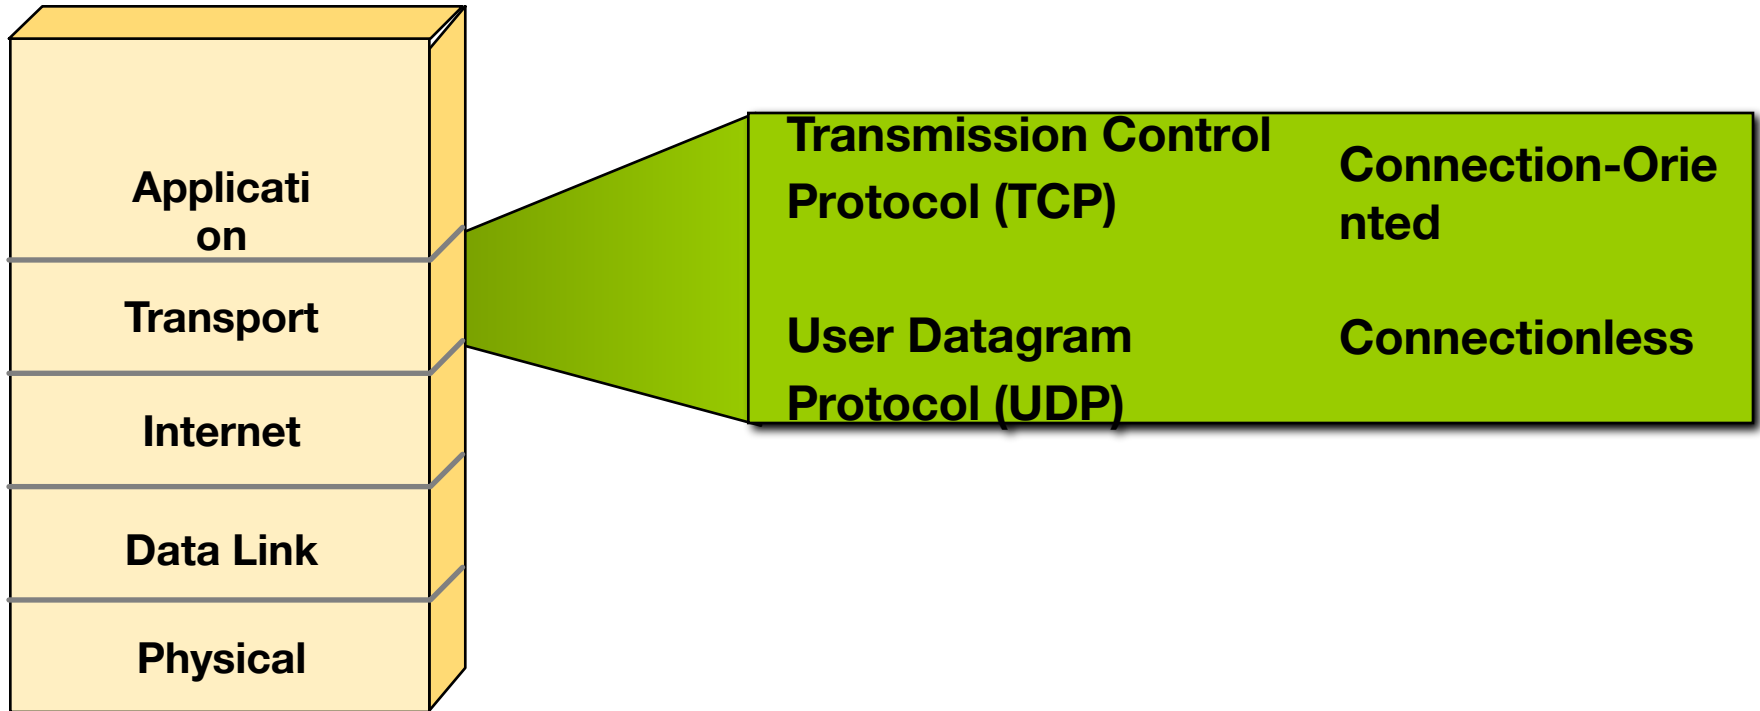 Applicati
on
Transport
Internet
Data Link
Physical
Transmission Control
Protocol (TCP)
Connection-Orie
nted
User Datagram
Protocol (UDP)
Connectionless